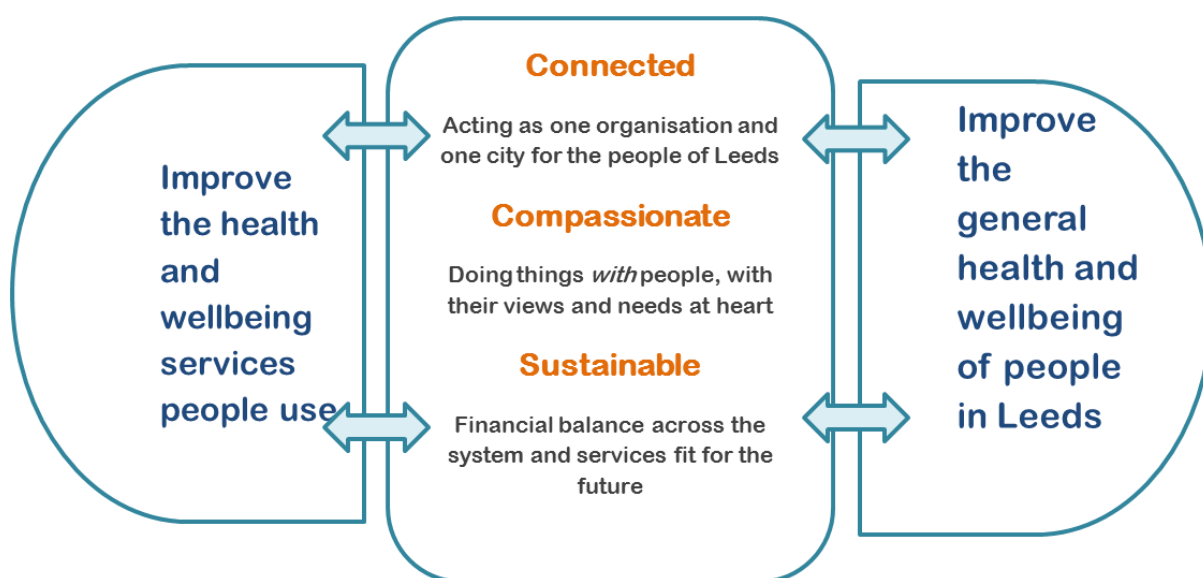 Improve
the health
and
wellbeing
services
people use
Connected
Acting as one organisation and
one city for the people of Leeds
Compassionate
Doing things with people, with
their views and needs at heart
Sustainable
Financial balance across the
system and services fit for the
future
Improve
the
general
health and
wellbeing
of people
in Leeds